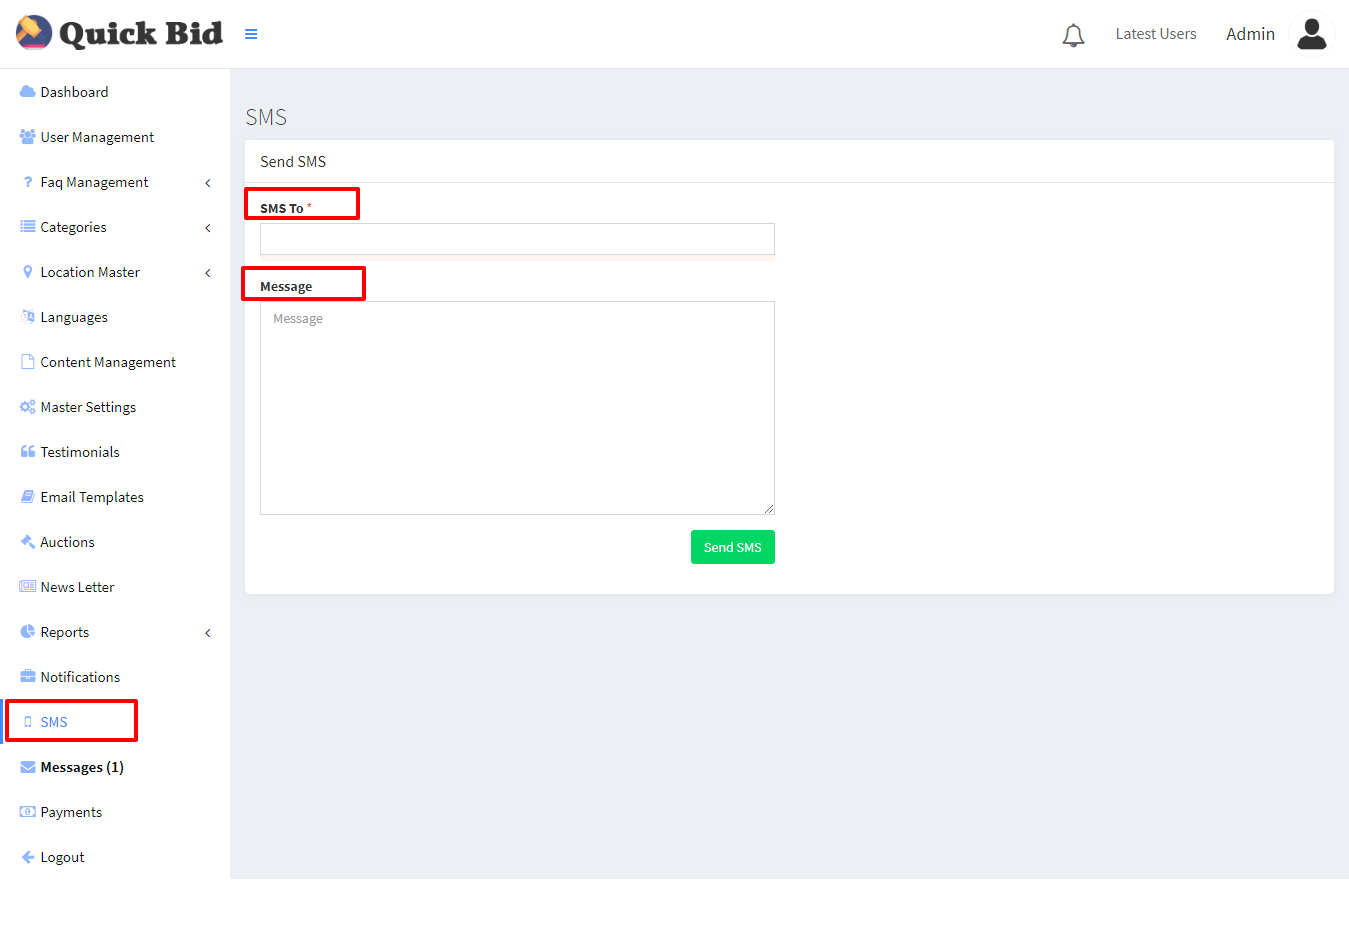 Quick Bid
Latest Users
Admin
Dashboard
User Management
Faq Management
Categories
Location Master
Languages
Content Management
Master Settings
Testimonials
Email Templates
Auctions
News Letter
Reports
Notifications
SMS
Messages (1)
Payments
Logout
SMS
Send SMS
SMS To *
Message
Message
Send SMS